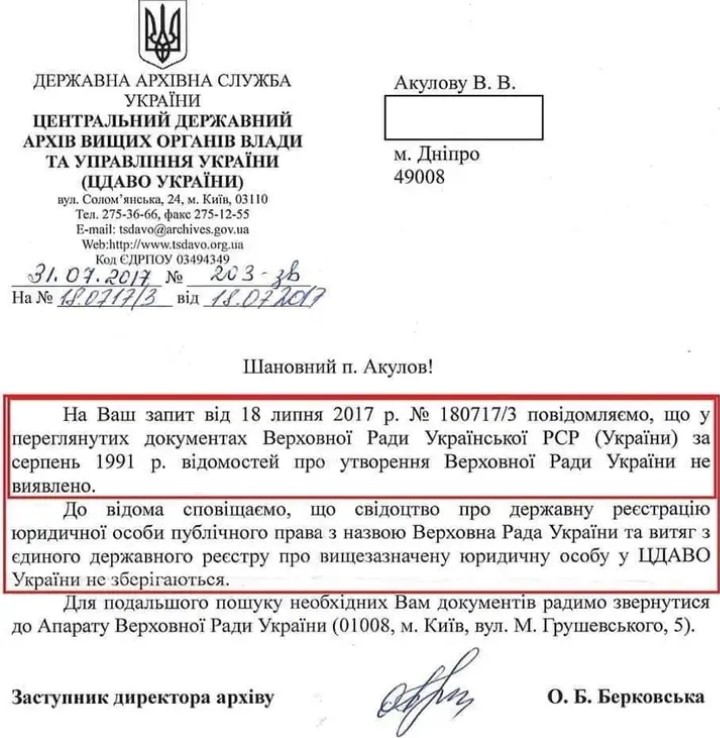 ДЕРЖАВНА АРХІВНА СЛУЖБА
УКРАЇНИ
ЦЕНТРАЛЬНИЙ ДЕРЖАВНИЙ
АРХІВ ВИЩИХ ОРГАНІВ ВЛАДИ
ТА УПРАВЛІННЯ УКРАЇНИ
(ЦДАВО УКРАЇНИ)
вул. Солом'янська, 24, м. Київ, 03110
Тел. 275-36-66, факс 275-12-55
E-mail: tsdavo@archives.gov.ua
Web:http://www.tsdavo.org.ua
Код ЄДРПОУ 03494349
31.07.2017 № 203-зв
На № 18.0717/3 від 18.07.2017
Акулову В. В.
м. Дніпро
49008
Шановний п. Акулов!
На Ваш запит від 18 липня 2017 р. № 180717/3 повідомляємо, що у
переглянутих документах Верховної Ради Української РСР (України) за
серпень 1991 р. відомостей про утворення Верховної Ради України не
виявлено.
До відома сповіщаємо, що свідоцтво про державну реєстрацію
юридичної особи публічного права з назвою Верховна Рада України та витяг з
єдиного державного реєстру про вищезазначену юридичну особу у ЦДАВО
України не зберігаються.
Для подальшого пошуку необхідних Вам документів радимо звернутися
до Апарату Верховної Ради України (01008, м. Київ, вул. М. Грушевського, 5).
Заступник директора архіву О. Б. Берковська